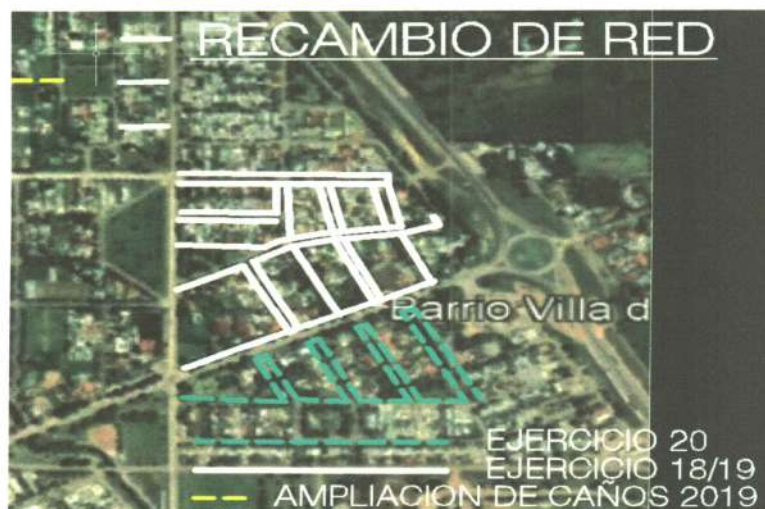 RECAMBIO DE RED
Barrio Villa d
EJERCICIO 20
EJERCICIO 18/19
AMPLIACION DE CAÑOS 2019